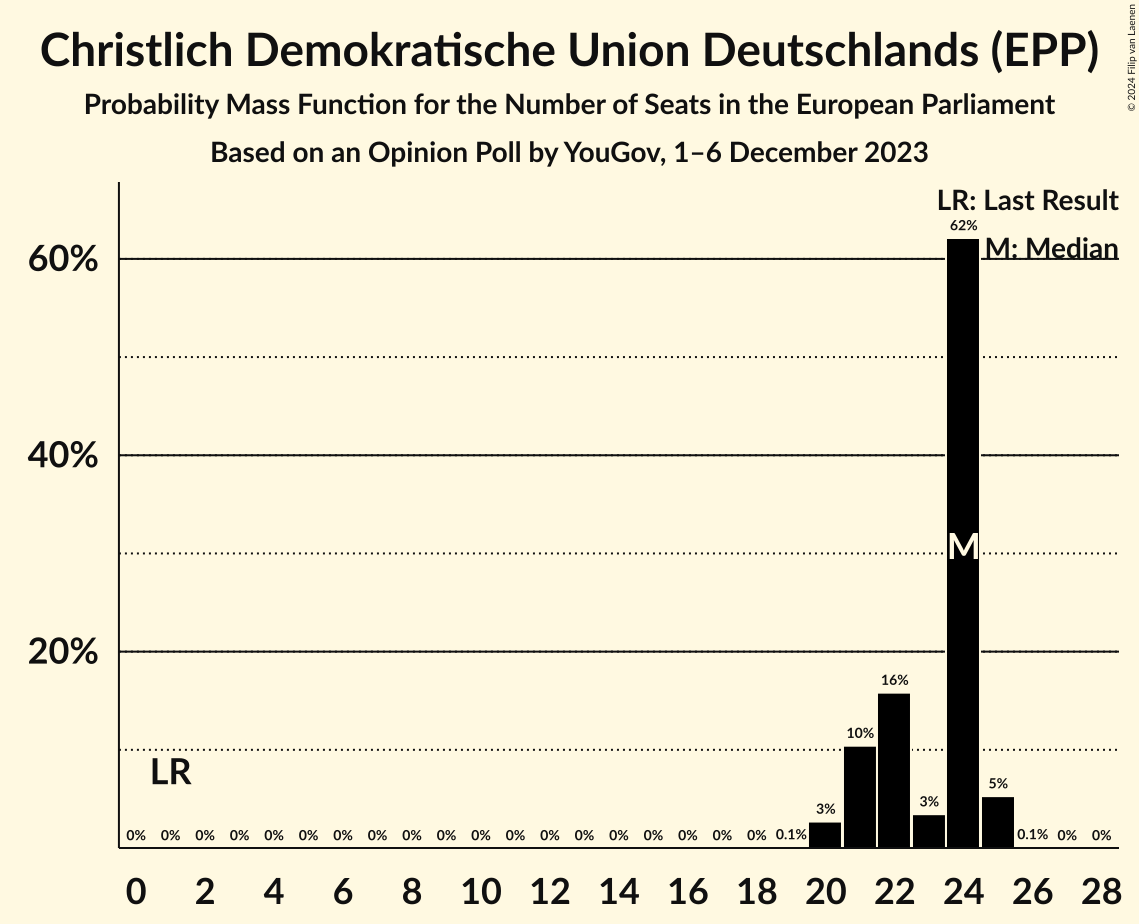 Christlich Demokratische Union Deutschlands (EPP)
Probability Mass Function for the Number of Seats in the European Parliament
Based on an Opinion Poll by YouGov, 1–6 December 2023
© 2024 Filip van Laenen
LR: Last Result
M: Median
62%
60%
40%
M
20%
16%
10%
LR
5%
3%
3%
0% 0% 0% 0% 0% 0% 0% 0% 0% 0% 0% 0% 0% 0% 0% 0% 0% 0% 0% 0.1% 0.1% 0% 0%
0 2 4 6 8 10 12 14 16 18 20 22 24 26 28